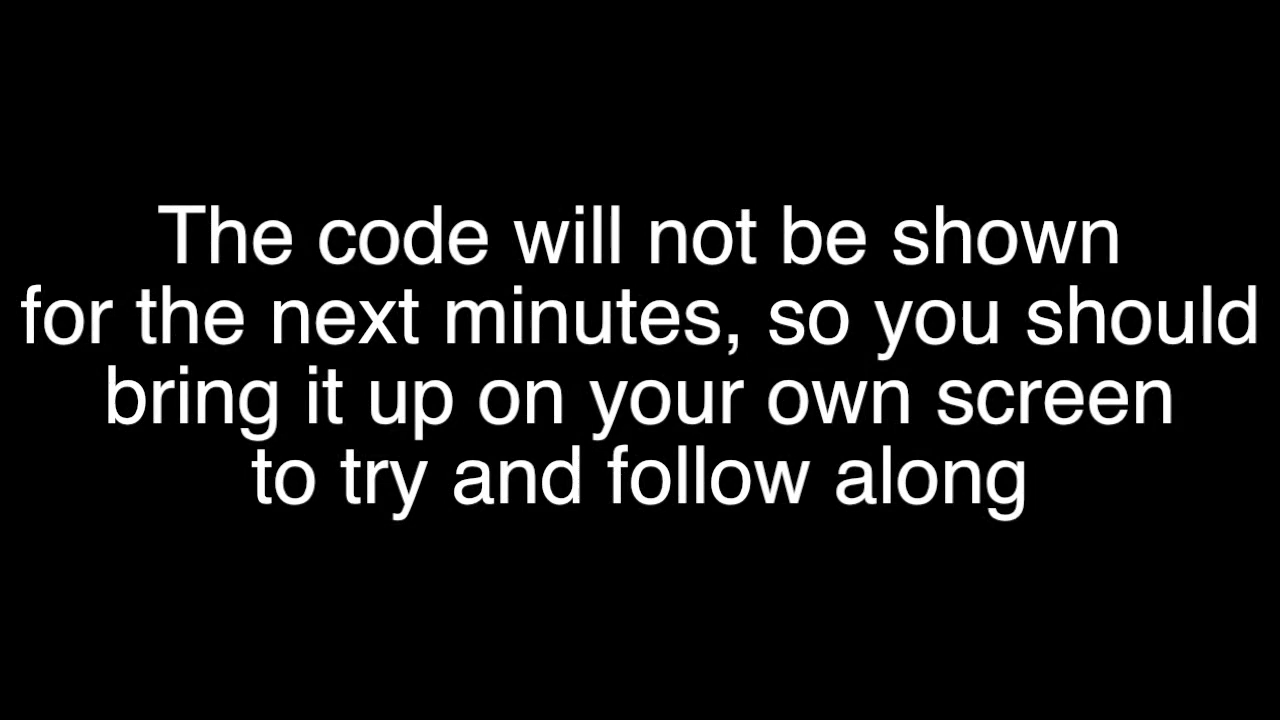 The code will not be shown
for the next minutes, so you should
bring it up on your own screen
to try and follow along